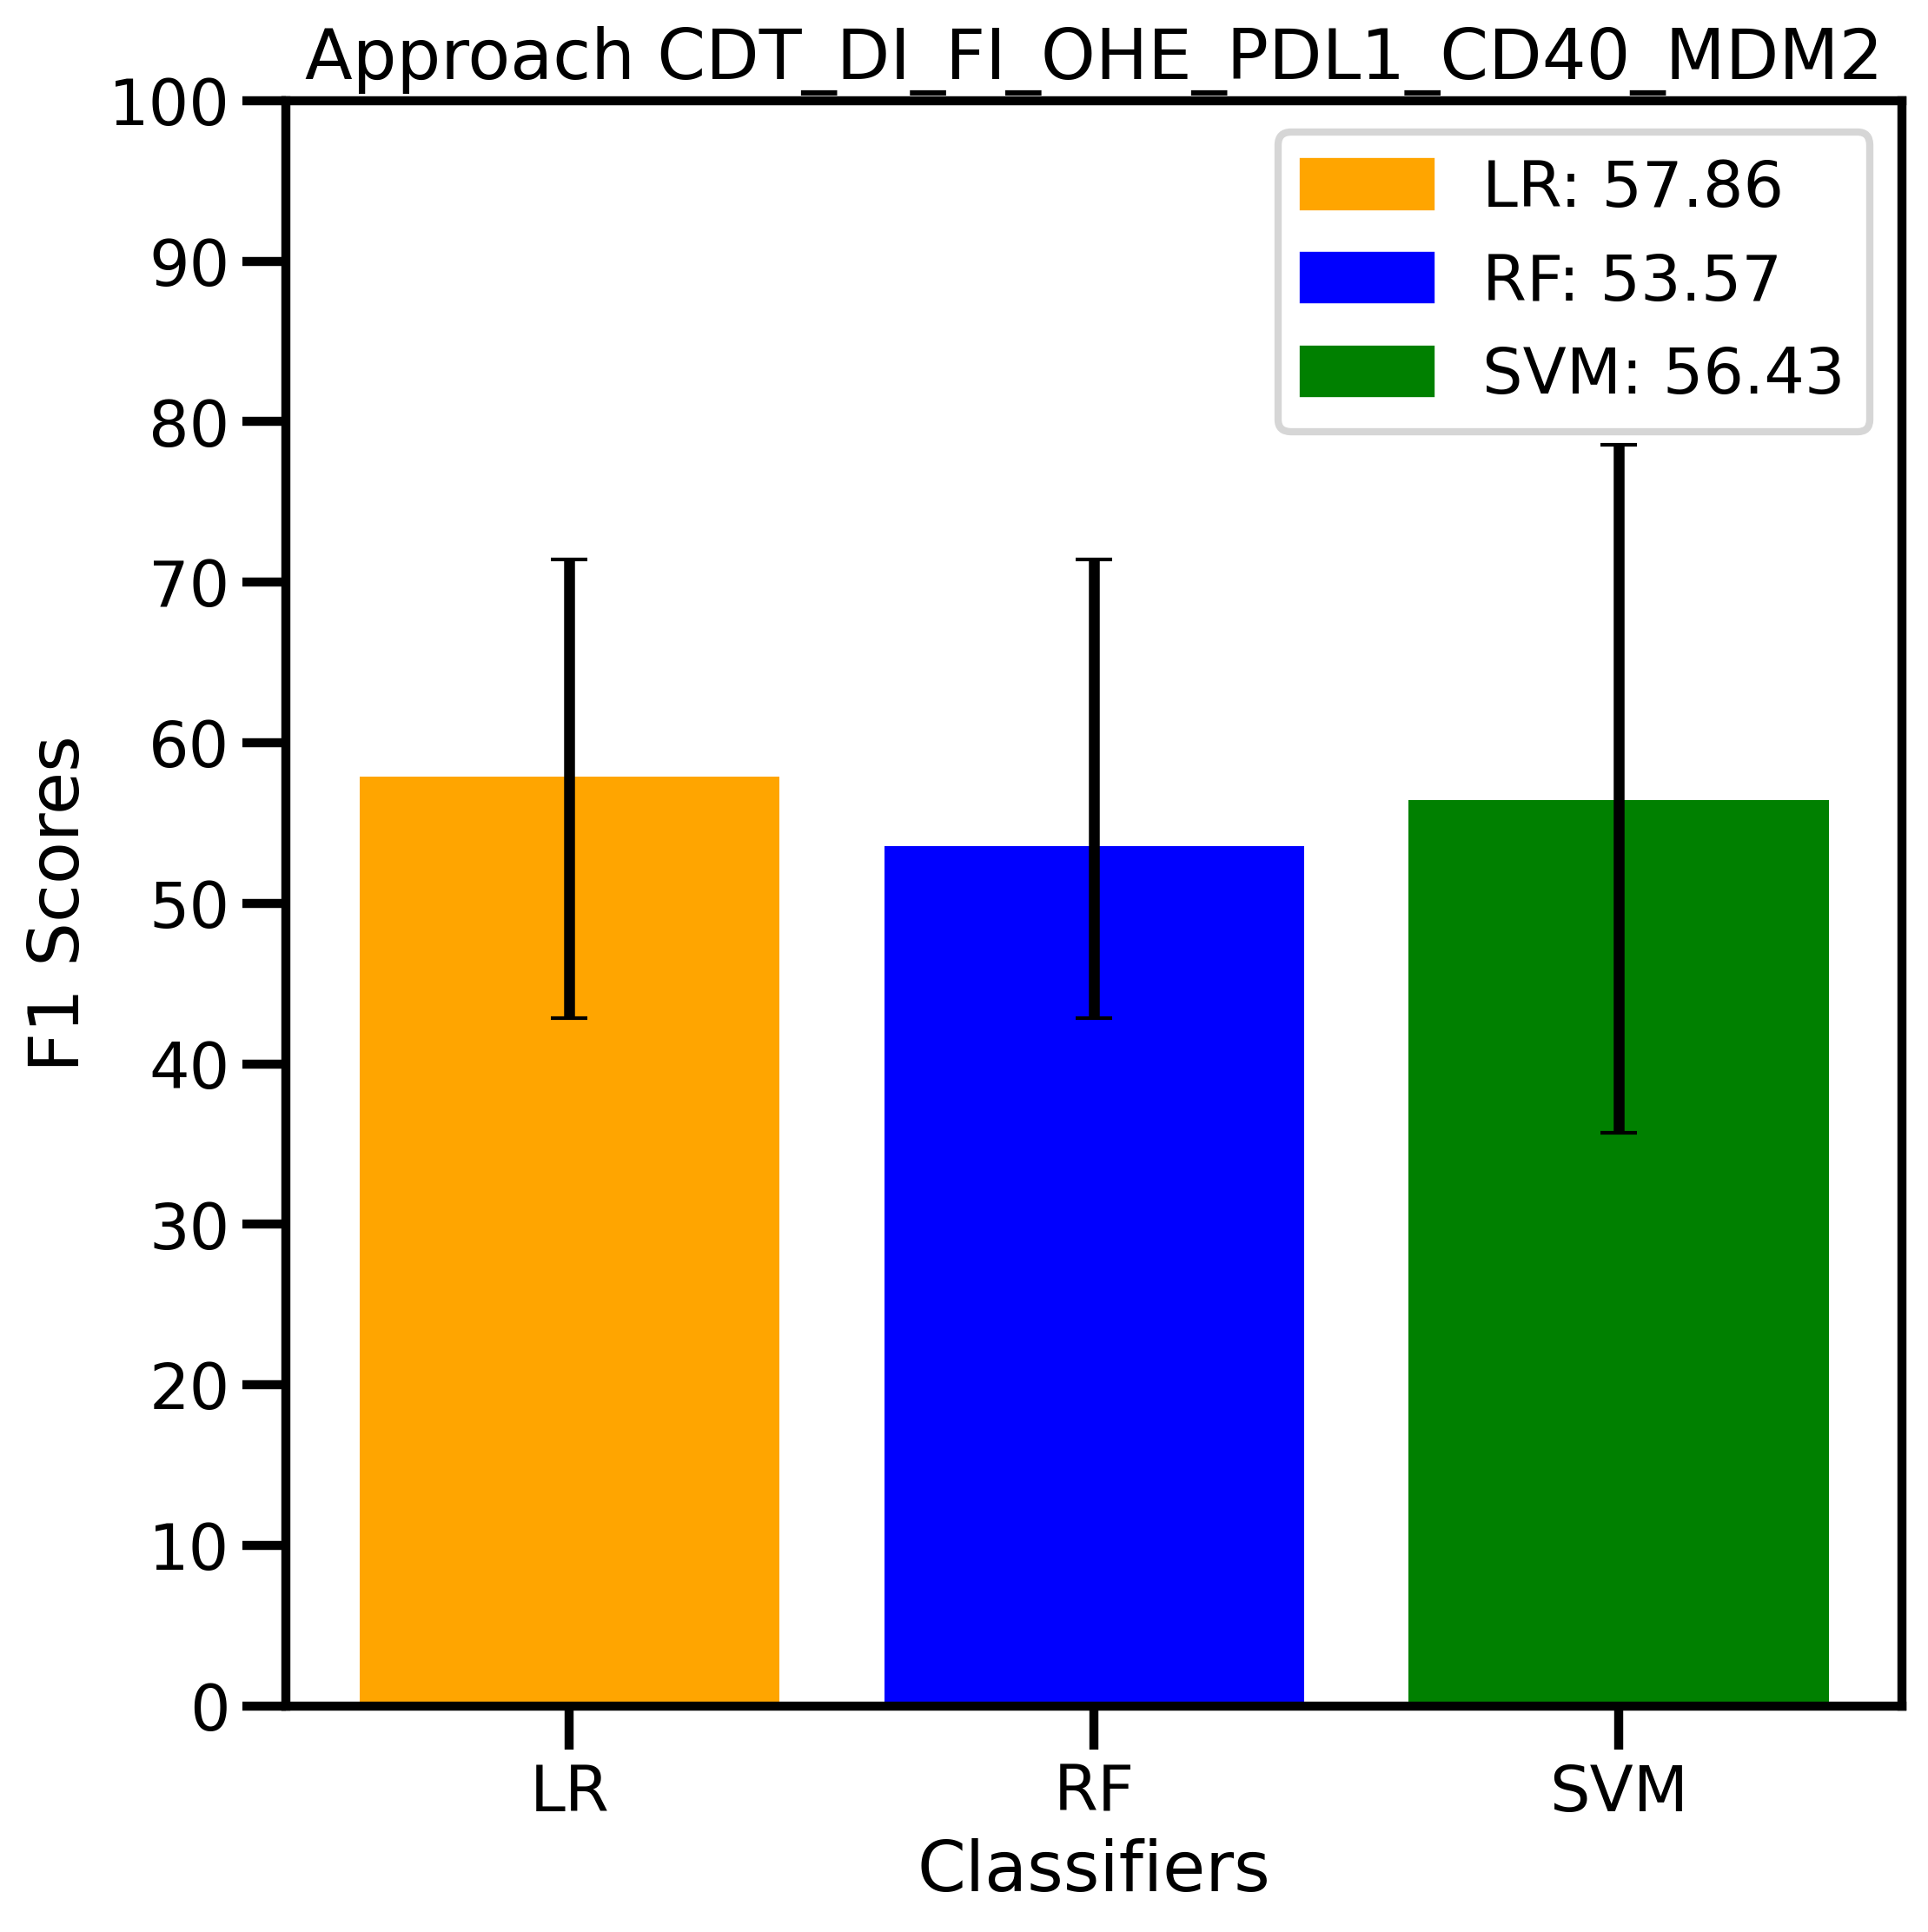 Approach CDT_DI_FI_OHE_PDL1_CD40_MDM2
LR: 57.86
RF: 53.57
SVM: 56.43
F1 Scores
100
90
80
70
60
50
40
30
20
10
0
LR
RF
SVM
Classifiers